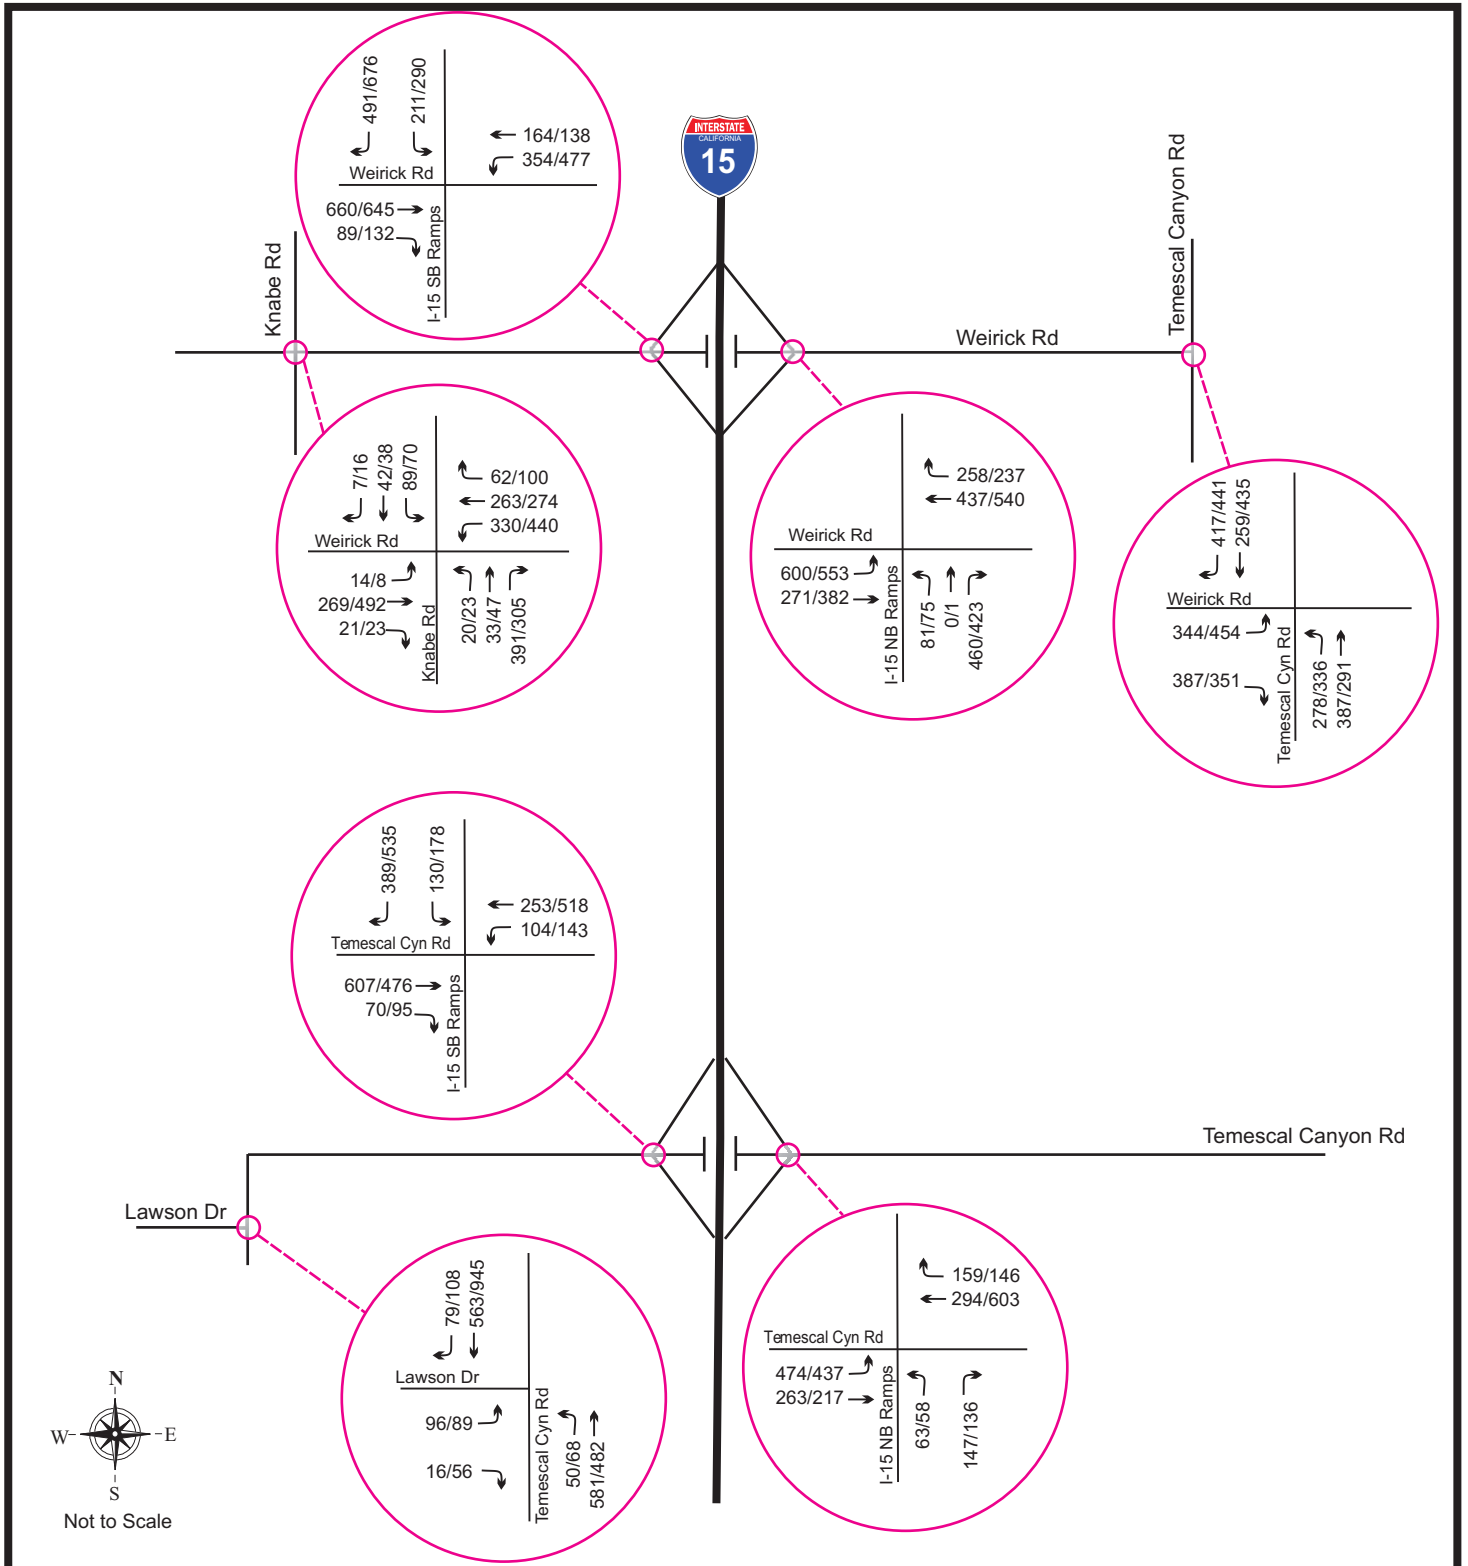 491/676
211/290
164/138
354/477
Weirick Rd
660/645
89/132
I-15 SB Ramps
INTERSTATE
CALIFORNIA
15
Knabe Rd
Temescal Canyon Rd
Weirick Rd
7/16
42/38
89/70
62/100
263/274
330/440
Weirick Rd
14/8
269/492
21/23
Knabe Rd
20/23
33/47
391/305
258/237
437/540
Weirick Rd
600/553
271/382
I-15 NB Ramps
81/75
0/1
460/423
417/441
259/435
Weirick Rd
344/454
387/351
Temescal Cyn Rd
278/336
387/291
389/535
130/178
253/518
104/143
Temescal Cyn Rd
607/476
70/95
I-15 SB Ramps
Temescal Canyon Rd
Lawson Dr
79/108
563/945
Lawson Dr
96/89
16/56
Temescal Cyn Rd
50/68
581/482
159/146
294/603
Temescal Cyn Rd
474/437
263/217
I-15 NB Ramps
63/58
147/136
N
W
E
S
Not to Scale